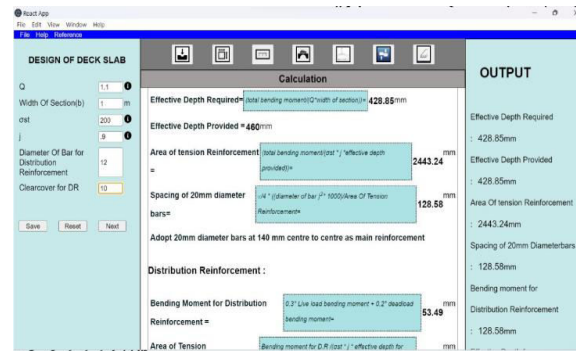 React App
File Edit View Window Help
File Help Reference
DESIGN OF DECK SLAB
Q 1.1
Width Of Section(b) 1 m
σst 200
j .9
Diameter Of Bar for Distribution Reinforcement 12
Clearcover for DR 10
Save Reset Next
Calculation
Effective Depth Required= (total bending moment/(Q*width of section))= 428.85mm
Effective Depth Provided =460mm
Area of tension Reinforcement = (total bending moment/(σst * j *effective depth provided))= 2443.24 mm
Spacing of 20mm diameter bars= /4 * ((diameter of bar )²* 1000)/Area Of Tension Reinforcement= 128.58 mm
Adopt 20mm diameter bars at 140 mm centre to centre as main reinforcement
Distribution Reinforcement :
Bending Moment for Distribution Reinforcement = 0.3* Live load bending moment + 0.2* deadload bending moment= 53.49 mm
Area of Tension Bending moment for D.R /(σst * j * effective depth for
OUTPUT
Effective Depth Required
: 428.85mm
Effective Depth Provided
: 428.85mm
Area Of tension Reinforcement
: 2443.24mm
Spacing of 20mm Diameterbars
: 128.58mm
Bending moment for
Distribution Reinforcement
: 128.58mm